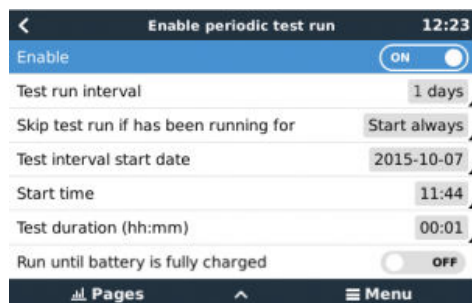 Enable periodic test run 12:23
Enable ON
Test run interval 1 days
Skip test run if has been running for Start always
Test interval start date 2015-10-07
Start time 11:44
Test duration (hh:mm) 00:01
Run until battery is fully charged OFF
Pages Menu